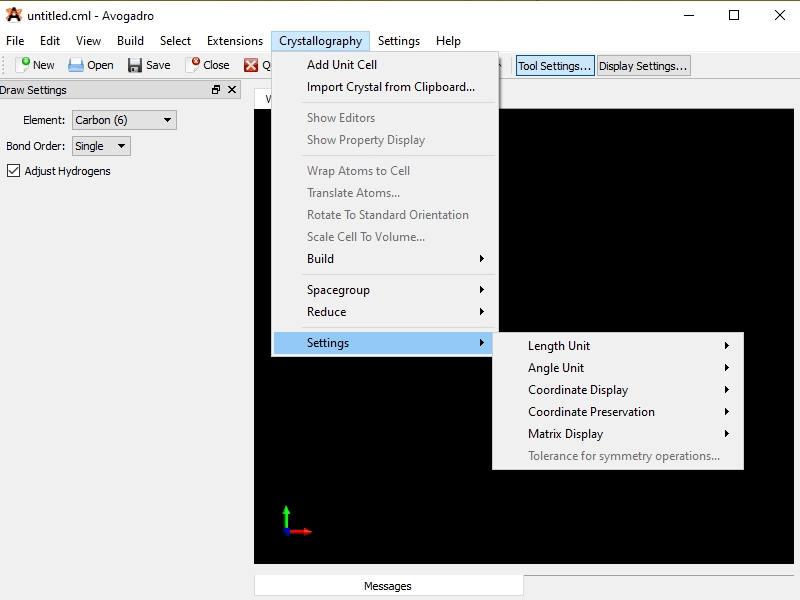 untitled.cml - Avogadro
File Edit View Build Select Extensions Crystallography Settings Help
New Open Save Close Tool Settings... Display Settings...
Draw Settings
Element: Carbon (6)
Bond Order: Single
Adjust Hydrogens
Add Unit Cell
Import Crystal from Clipboard...
Show Editors
Show Property Display
Wrap Atoms to Cell
Translate Atoms...
Rotate To Standard Orientation
Scale Cell To Volume...
Build
Spacegroup
Reduce
Settings
Length Unit
Angle Unit
Coordinate Display
Coordinate Preservation
Matrix Display
Tolerance for symmetry operations...
Messages